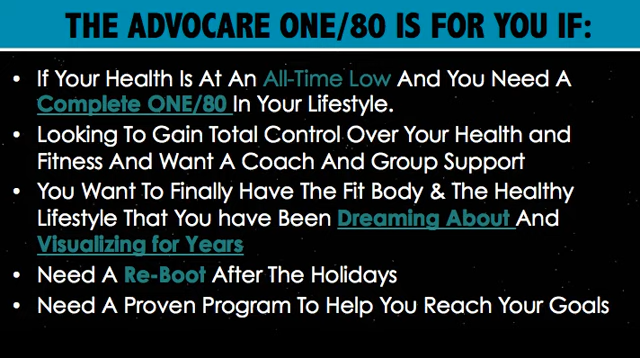 THE ADVOCARE ONE/80 IS FOR YOU IF:
• If Your Health Is At An All-Time Low And You Need A
Complete ONE/80 In Your Lifestyle.
• Looking To Gain Total Control Over Your Health and
Fitness And Want A Coach And Group Support
• You Want To Finally Have The Fit Body & The Healthy
Lifestyle That You have Been Dreaming About And
Visualizing for Years
• Need A Re-Boot After The Holidays
• Need A Proven Program To Help You Reach Your Goals